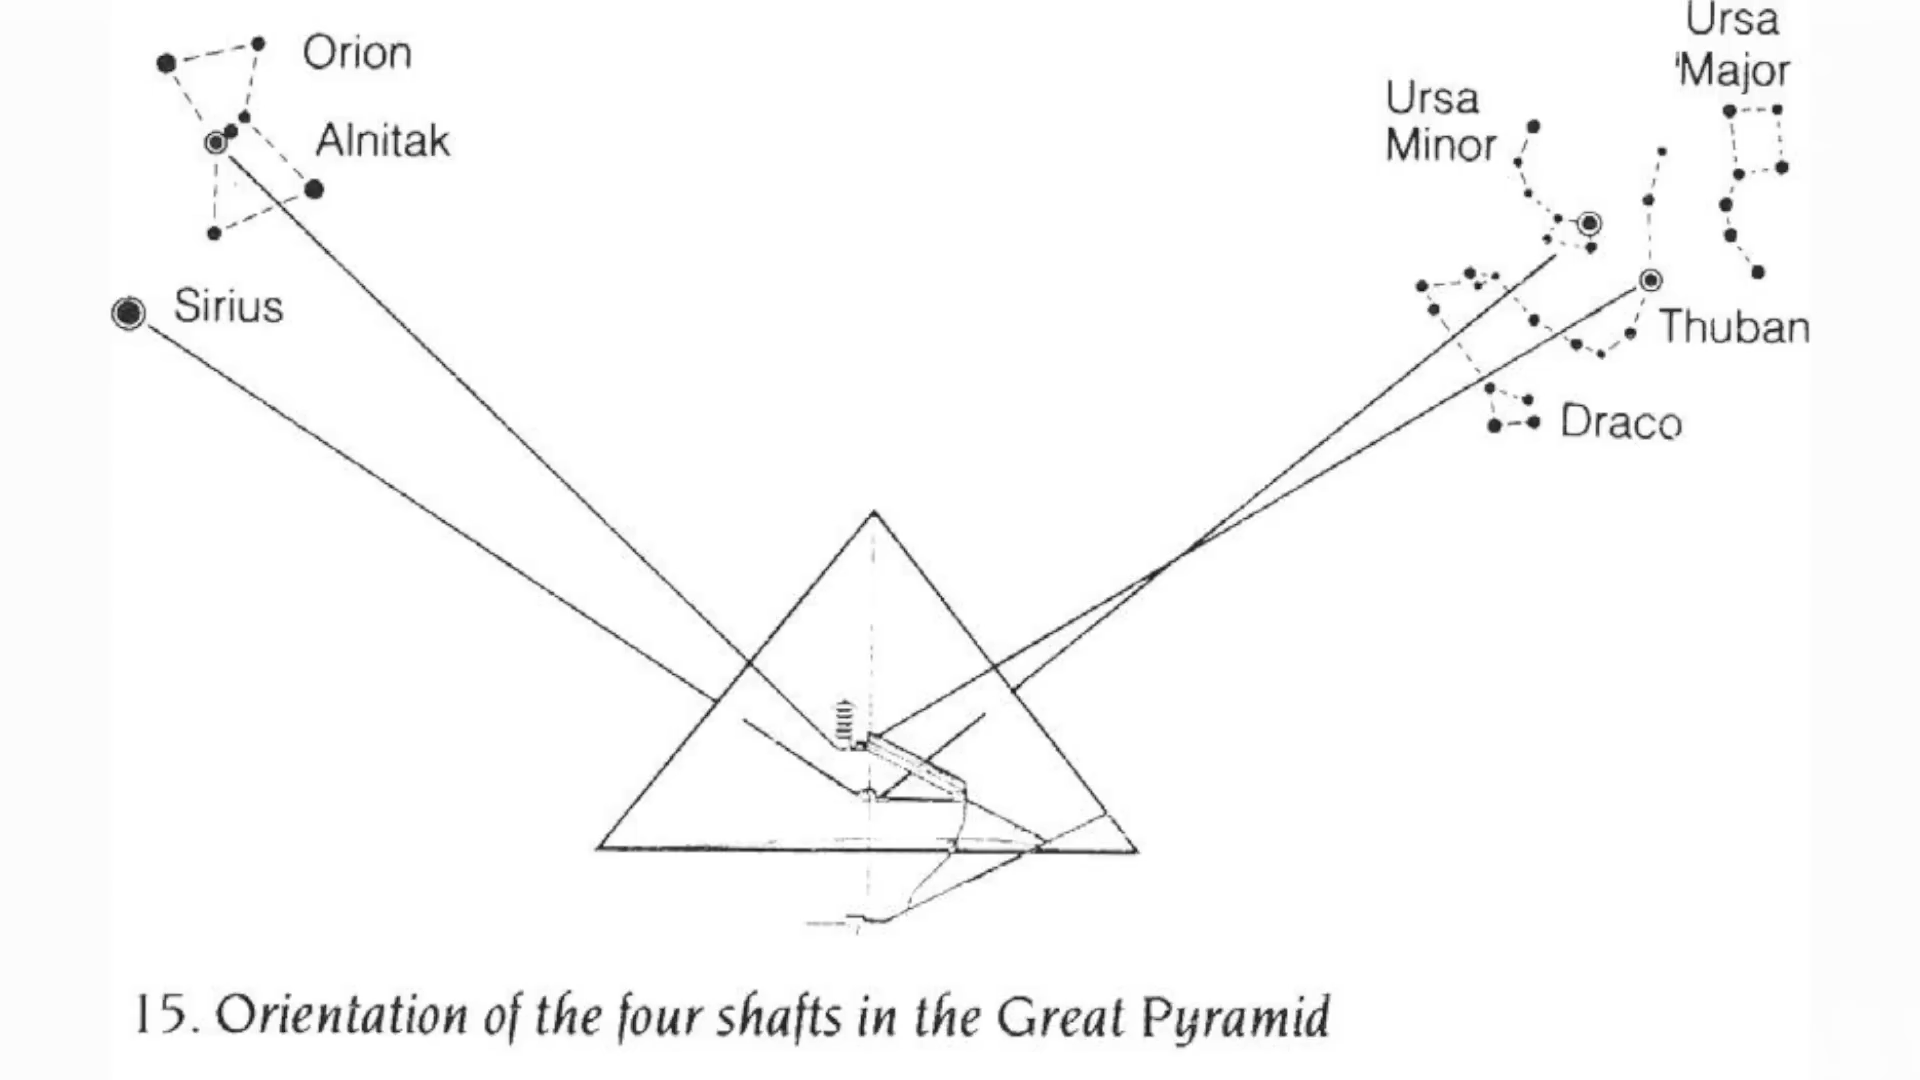 Orion
Alnitak
Sirius
Ursa
Minor
Ursa
Major
Thuban
Draco
15. Orientation of the four shafts in the Great Pyramid